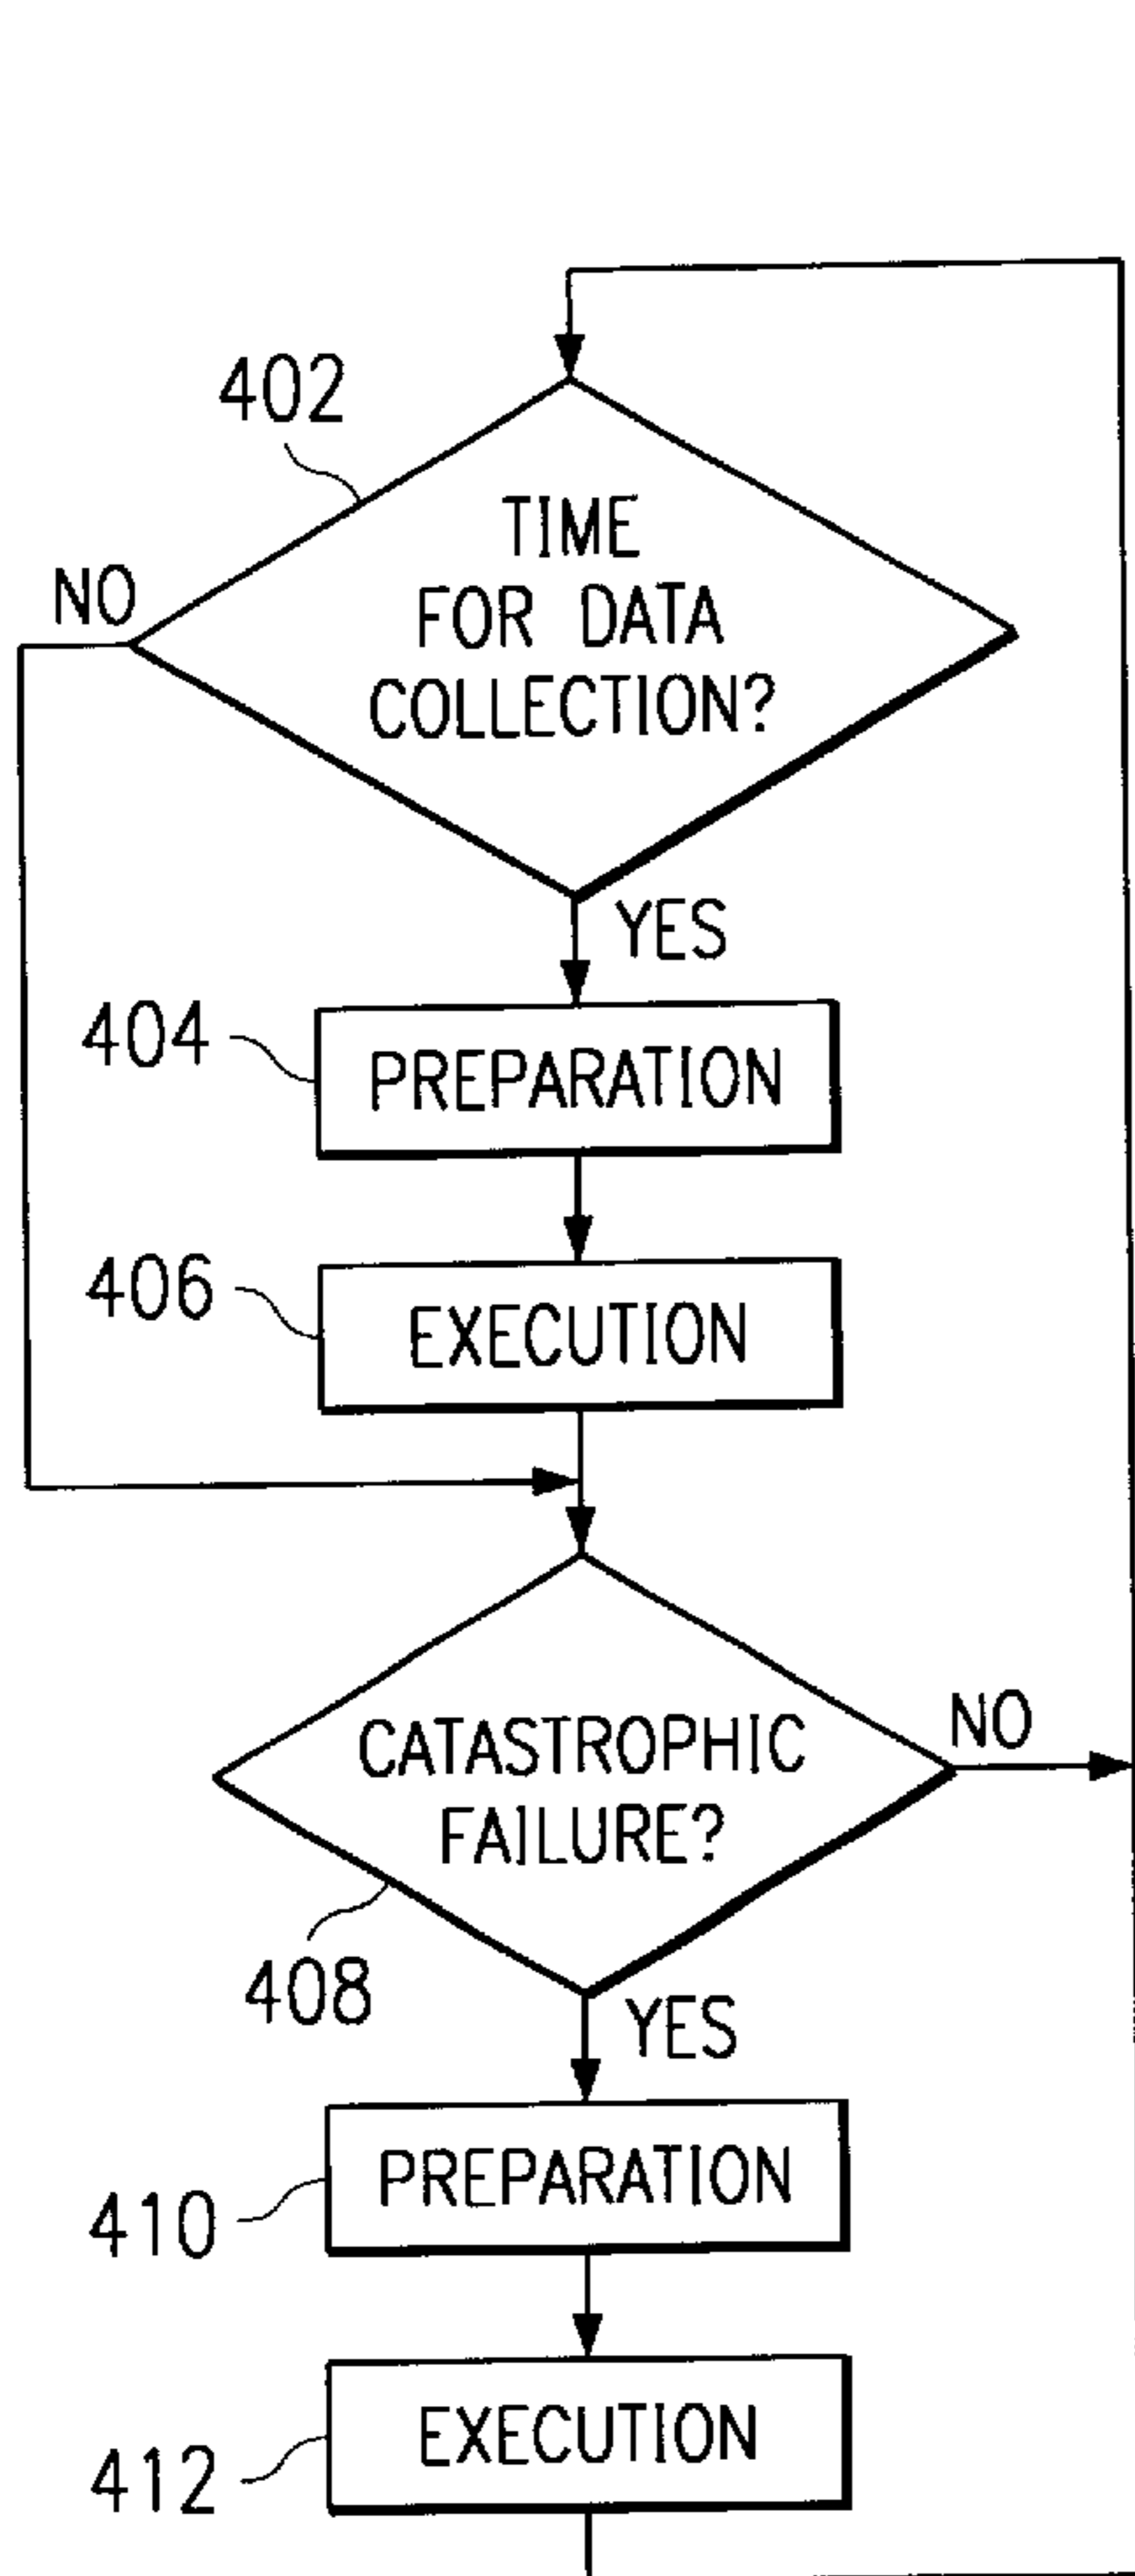 402
TIME
FOR DATA
COLLECTION?
NO
YES
404
PREPARATION
406
EXECUTION
CATASTROPHIC
FAILURE?
NO
408
YES
PREPARATION
410
EXECUTION
412